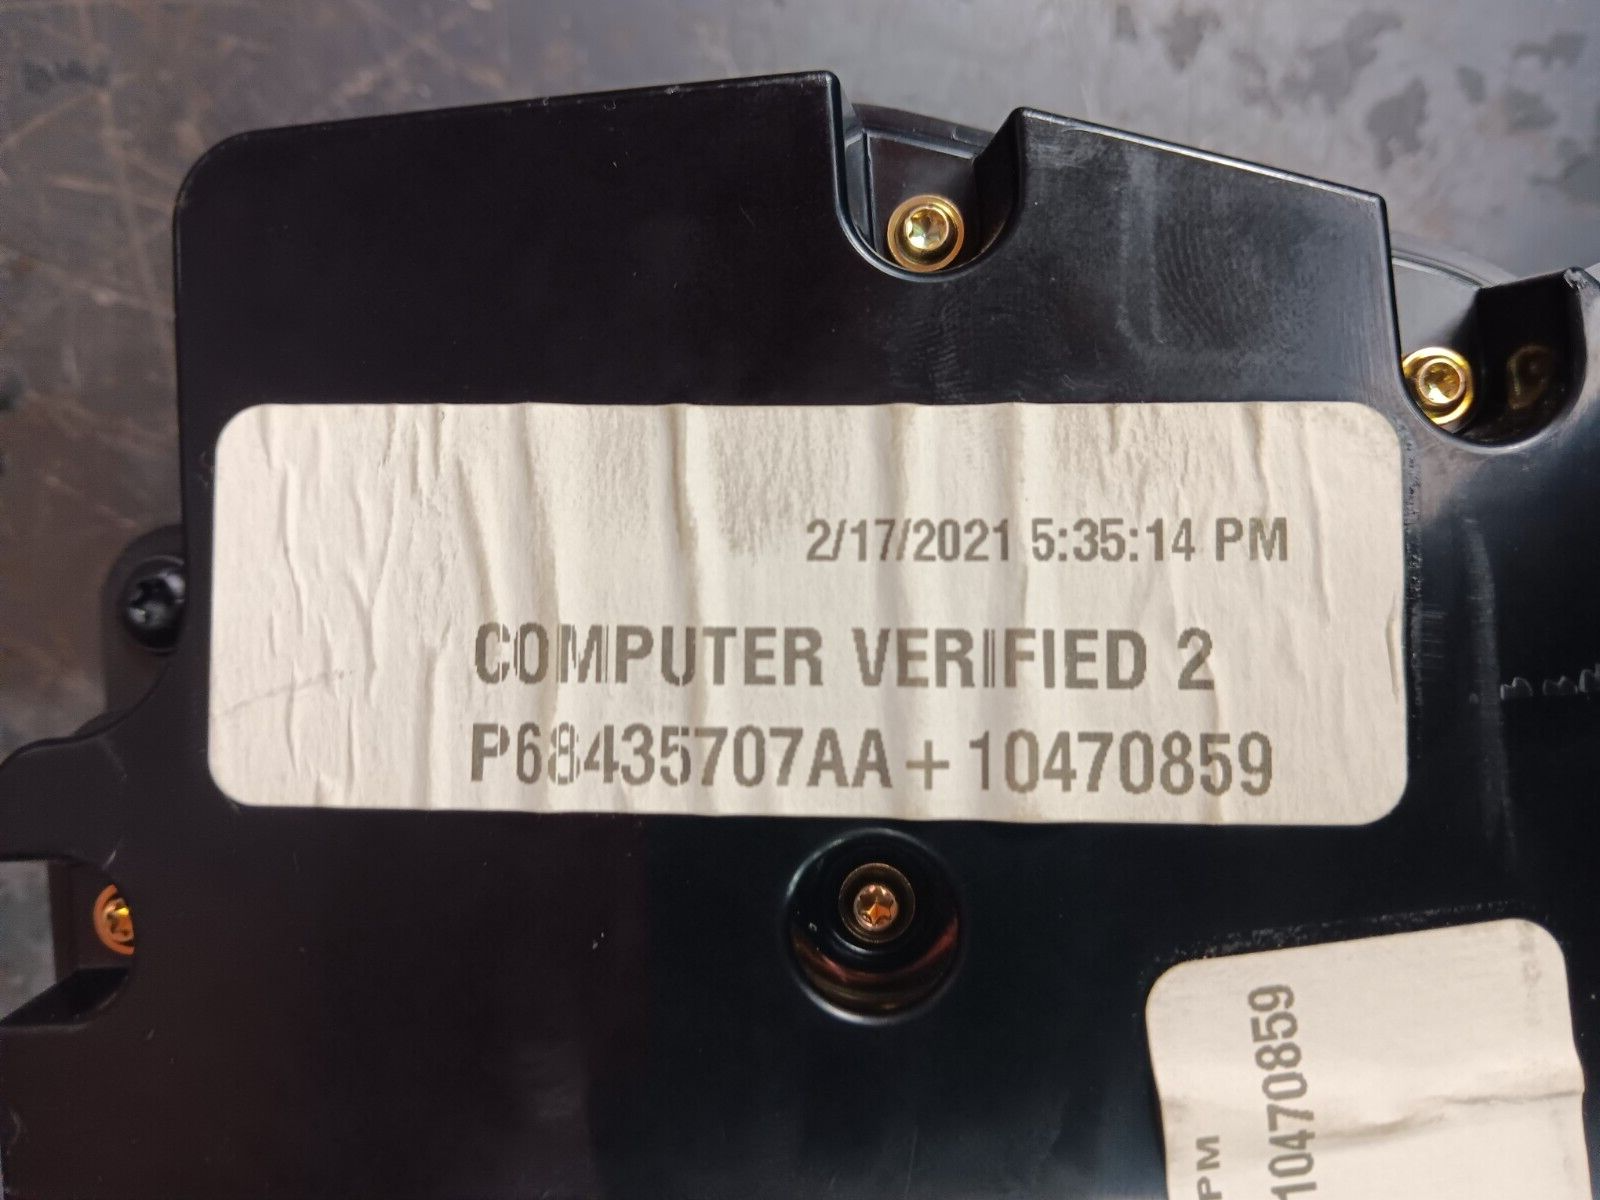 2/17/2021 5:35:14 PM
COMPUTER VERIFIED 2
P68435707AA+10470859
PM
10470859